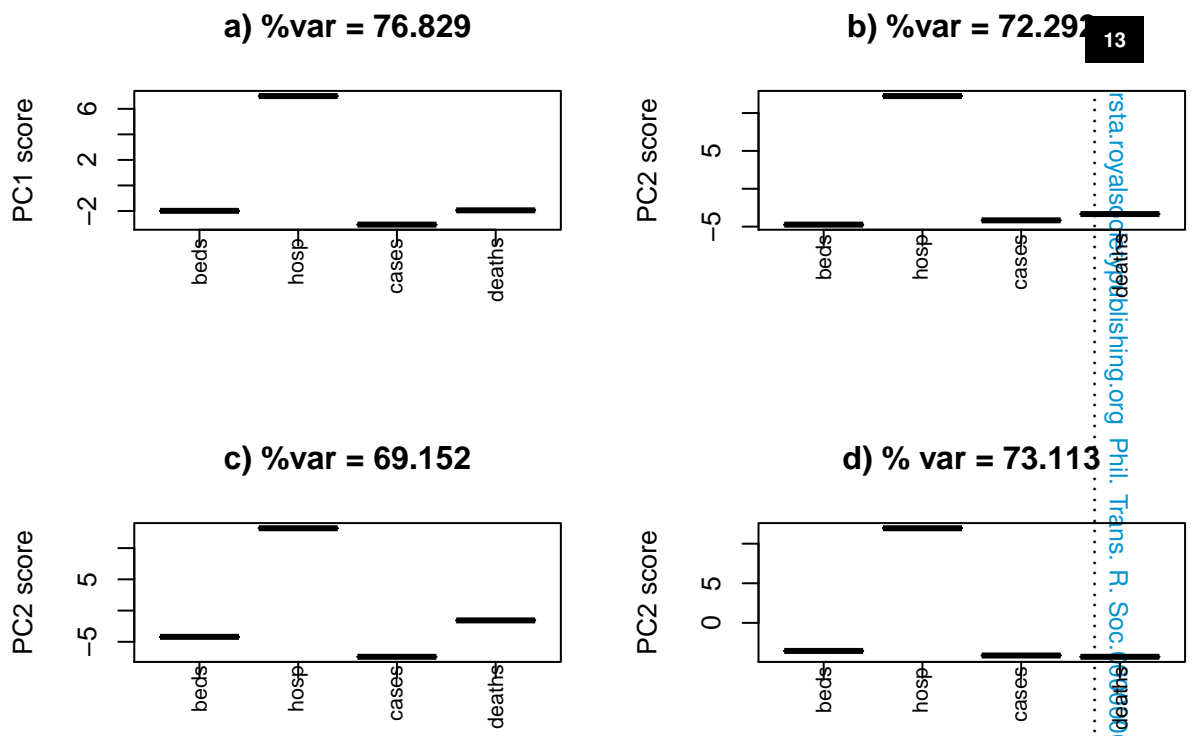 a) %var = 76.829
PC1 score
6
2
−2
beds
hosp
cases
deaths
b) %var = 72.292
PC2 score
5
−5
beds
hosp
cases
deaths
c) %var = 69.152
PC2 score
5
−5
beds
hosp
cases
deaths
d) % var = 73.113
PC2 score
5
0
beds
hosp
cases
deaths
13
rsta.royalsocietypublishing.org Phil. Trans. R. Soc.